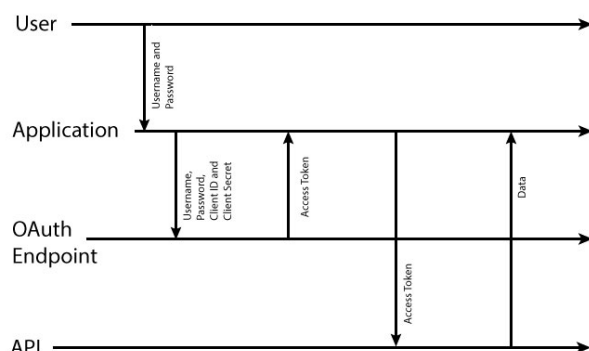 User
Username and
Password
Application
Username,
Password,
Client ID and
Client Secret
Access Token
Data
OAuth
Endpoint
Access Token
API